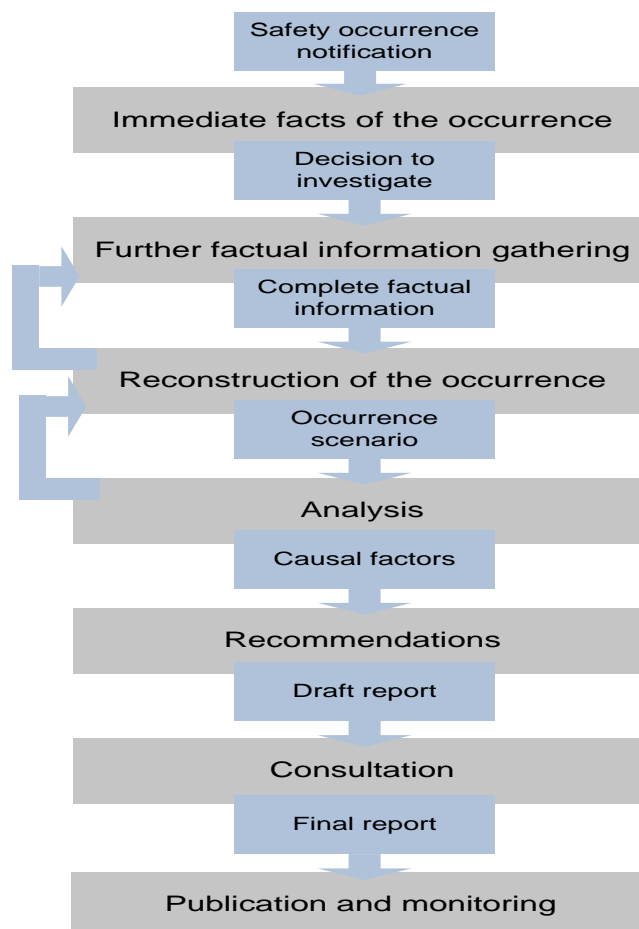 Safety occurrence
notification
Immediate facts of the occurrence
Decision to
investigate
Further factual information gathering
Complete factual
information
Reconstruction of the occurrence
Occurrence
scenario
Analysis
Causal factors
Recommendations
Draft report
Consultation
Final report
Publication and monitoring